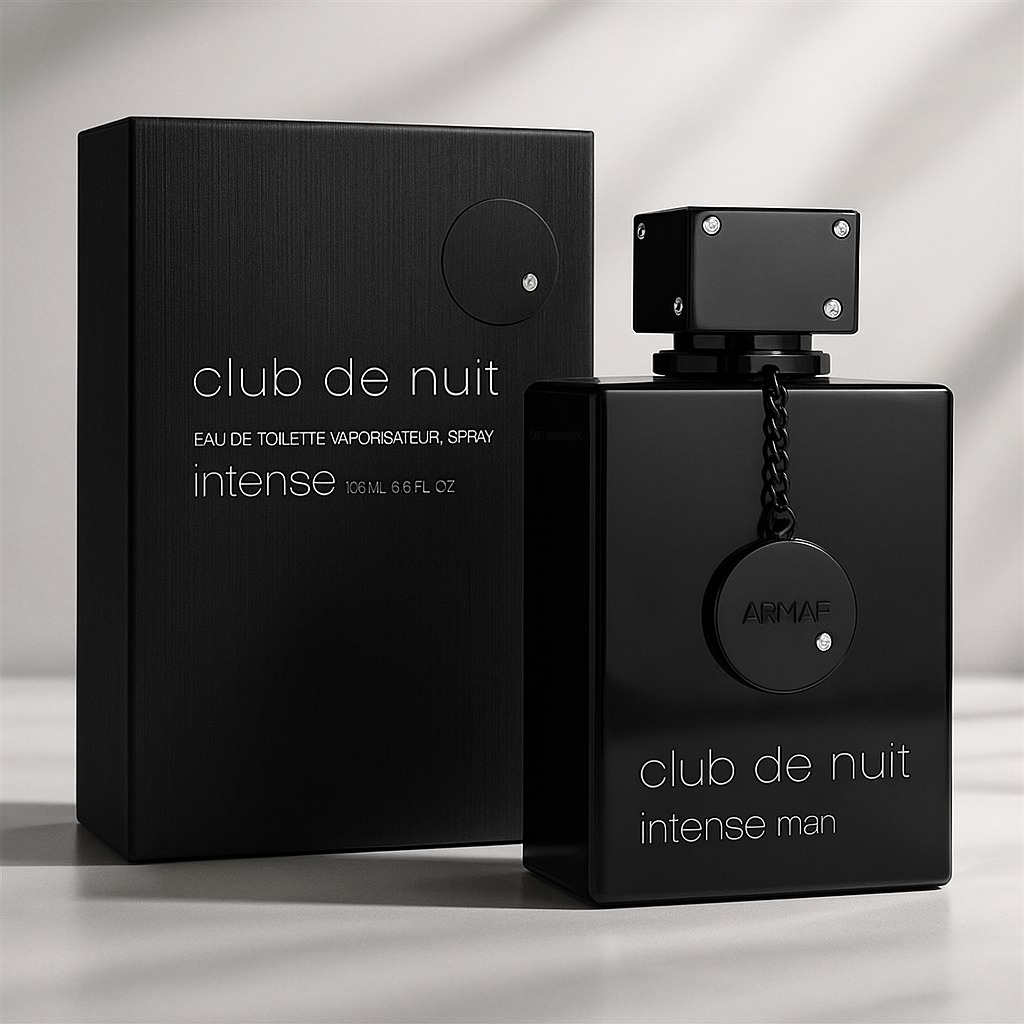 club de nuit
EAU DE TOILETTE VAPORISATEUR, SPRAY
intense 106 ML 6.6 FL OZ
ARMAF
club de nuit
intense man